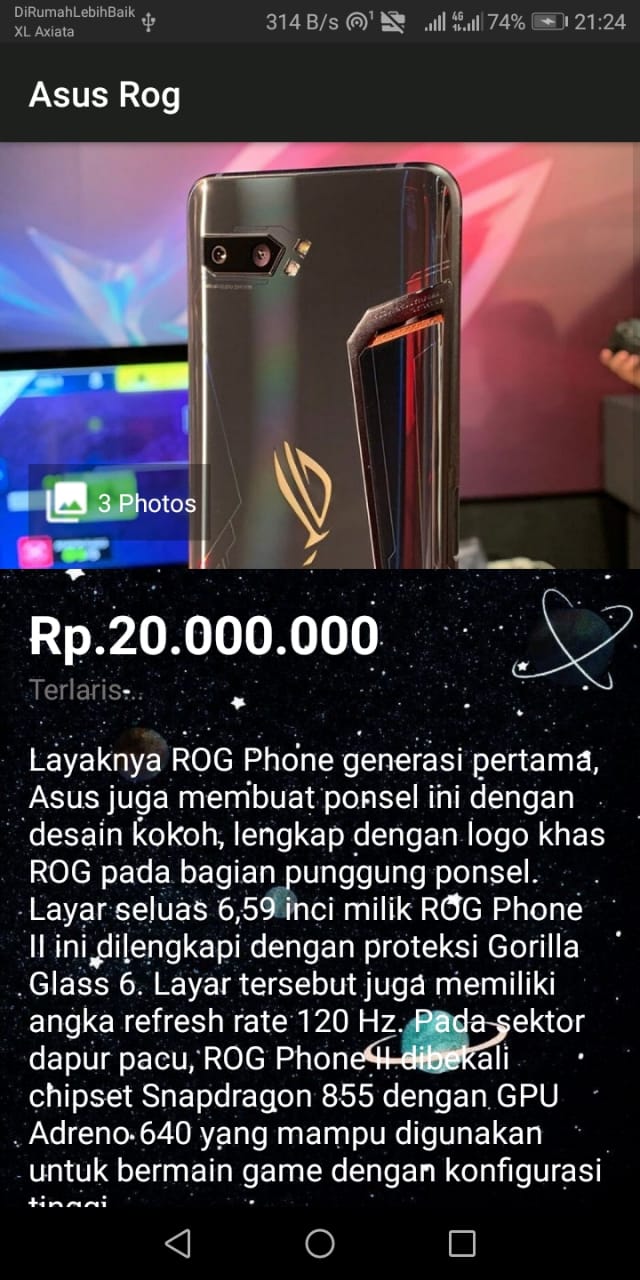 DiRumahLebihBaik
XL Axiata
314 B/s 1 4G 74% 21:24
Asus Rog
3 Photos
Rp.20.000.000
Terlaris...
Layaknya ROG Phone generasi pertama,
Asus juga membuat ponsel ini dengan
desain kokoh, lengkap dengan logo khas
ROG pada bagian punggung ponsel.
Layar seluas 6,59 inci milik ROG Phone
II ini dilengkapi dengan proteksi Gorilla
Glass 6. Layar tersebut juga memiliki
angka refresh rate 120 Hz. Pada sektor
dapur pacu, ROG Phone II dibekali
chipset Snapdragon 855 dengan GPU
Adreno 640 yang mampu digunakan
untuk bermain game dengan konfigurasi
tinggi